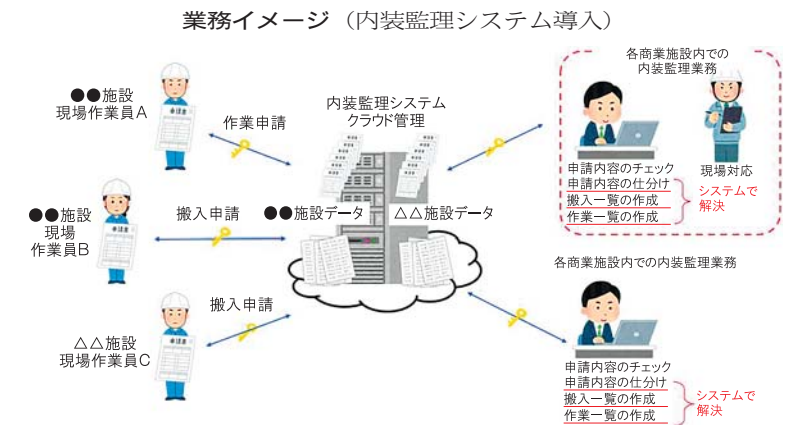 業務イメージ（内装監理システム導入）
●●施設
現場作業員A
申請書
作業申請
●●施設
現場
作業員B
申請書
搬入申請
△△施設
現場作業員C
申請書
搬入申請
内装監理システム
クラウド管理
●●施設データ
△△施設データ
各商業施設内での
内装監理業務
現場対応
申請内容のチェック
申請内容の仕分け
搬入一覧の作成
作業一覧の作成
システムで
解決
各商業施設内での内装監理業務
申請内容のチェック
申請内容の仕分け
搬入一覧の作成
作業一覧の作成
システムで
解決